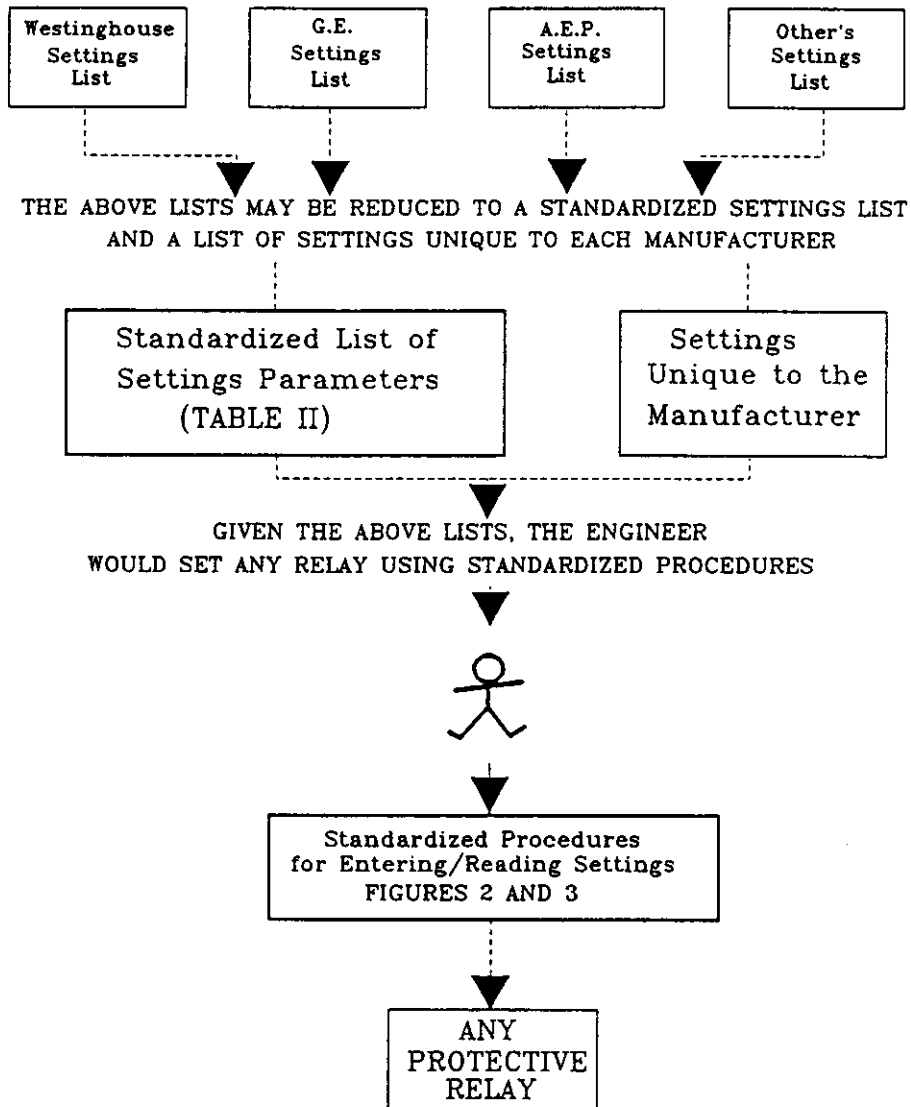 Westinghouse
Settings
List
G.E.
Settings
List
A.E.P.
Settings
List
Other's
Settings
List
THE ABOVE LISTS MAY BE REDUCED TO A STANDARDIZED SETTINGS LIST
AND A LIST OF SETTINGS UNIQUE TO EACH MANUFACTURER
Standardized List of
Settings Parameters
(TABLE II)
Settings
Unique to the
Manufacturer
GIVEN THE ABOVE LISTS, THE ENGINEER
WOULD SET ANY RELAY USING STANDARDIZED PROCEDURES
Standardized Procedures
for Entering/Reading Settings
FIGURES 2 AND 3
ANY
PROTECTIVE
RELAY